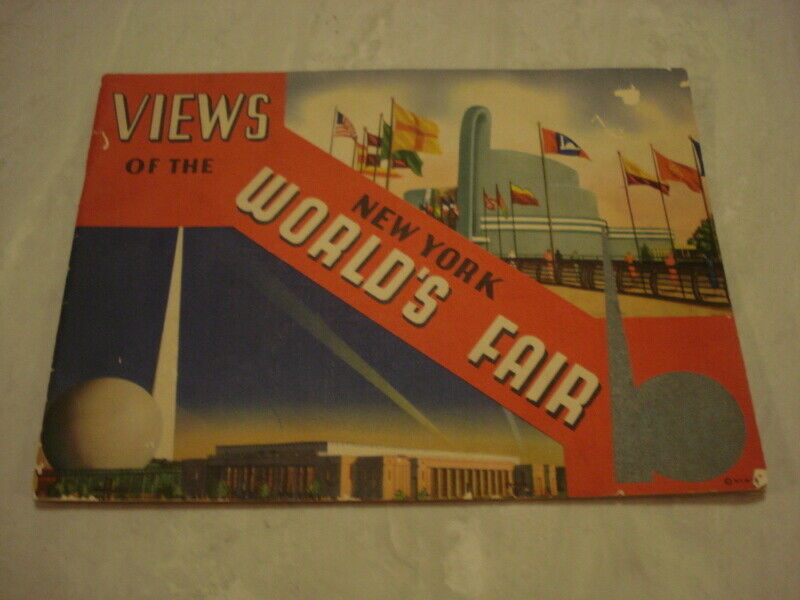 VIEWS
OF THE
NEW YORK
WORLD'S FAIR